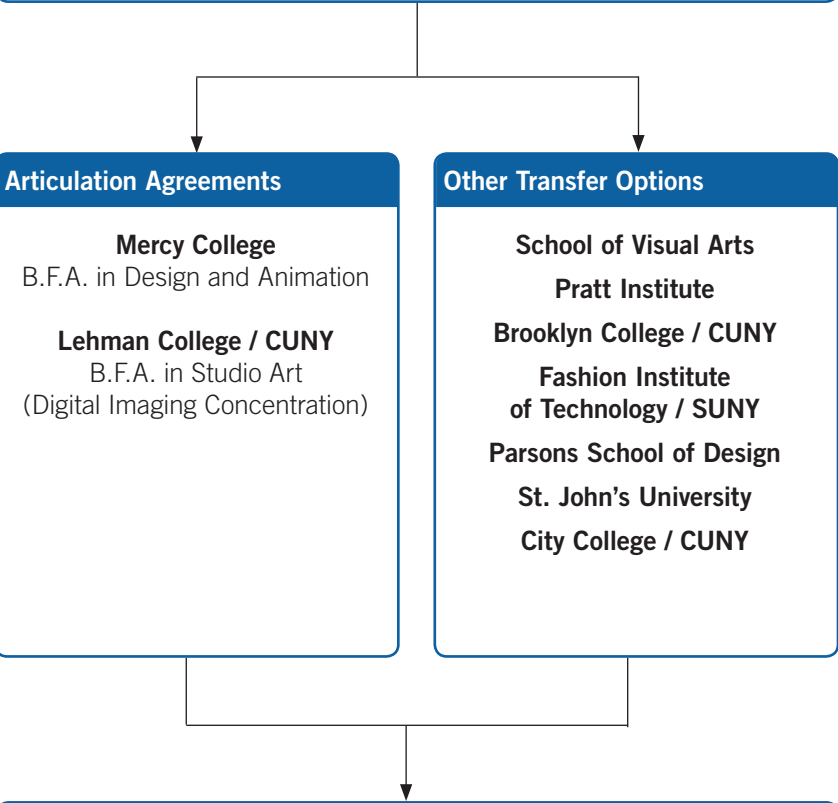 Articulation Agreements
Mercy College
B.F.A. in Design and Animation
Lehman College / CUNY
B.F.A. in Studio Art
(Digital Imaging Concentration)
Other Transfer Options
School of Visual Arts
Pratt Institute
Brooklyn College / CUNY
Fashion Institute
of Technology / SUNY
Parsons School of Design
St. John’s University
City College / CUNY